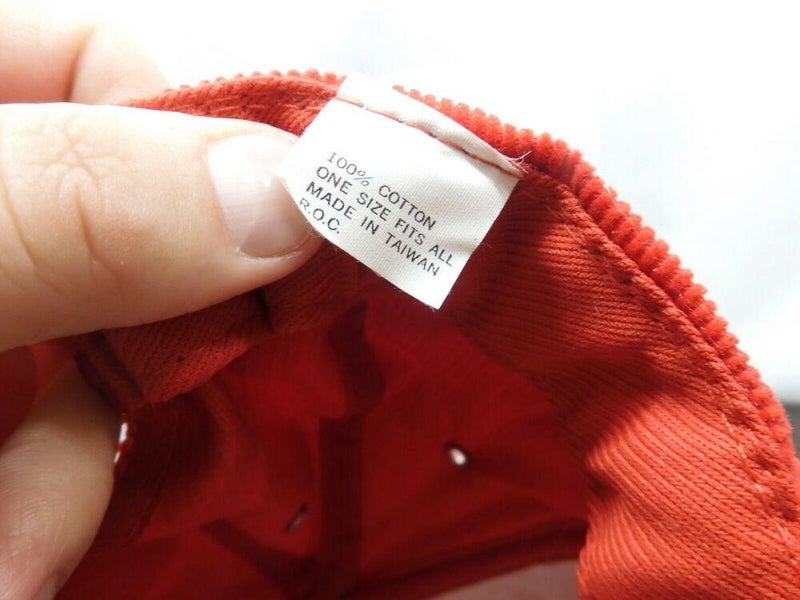 100% COTTON
ONE SIZE FITS ALL
MADE IN TAIWAN
R.O.C.